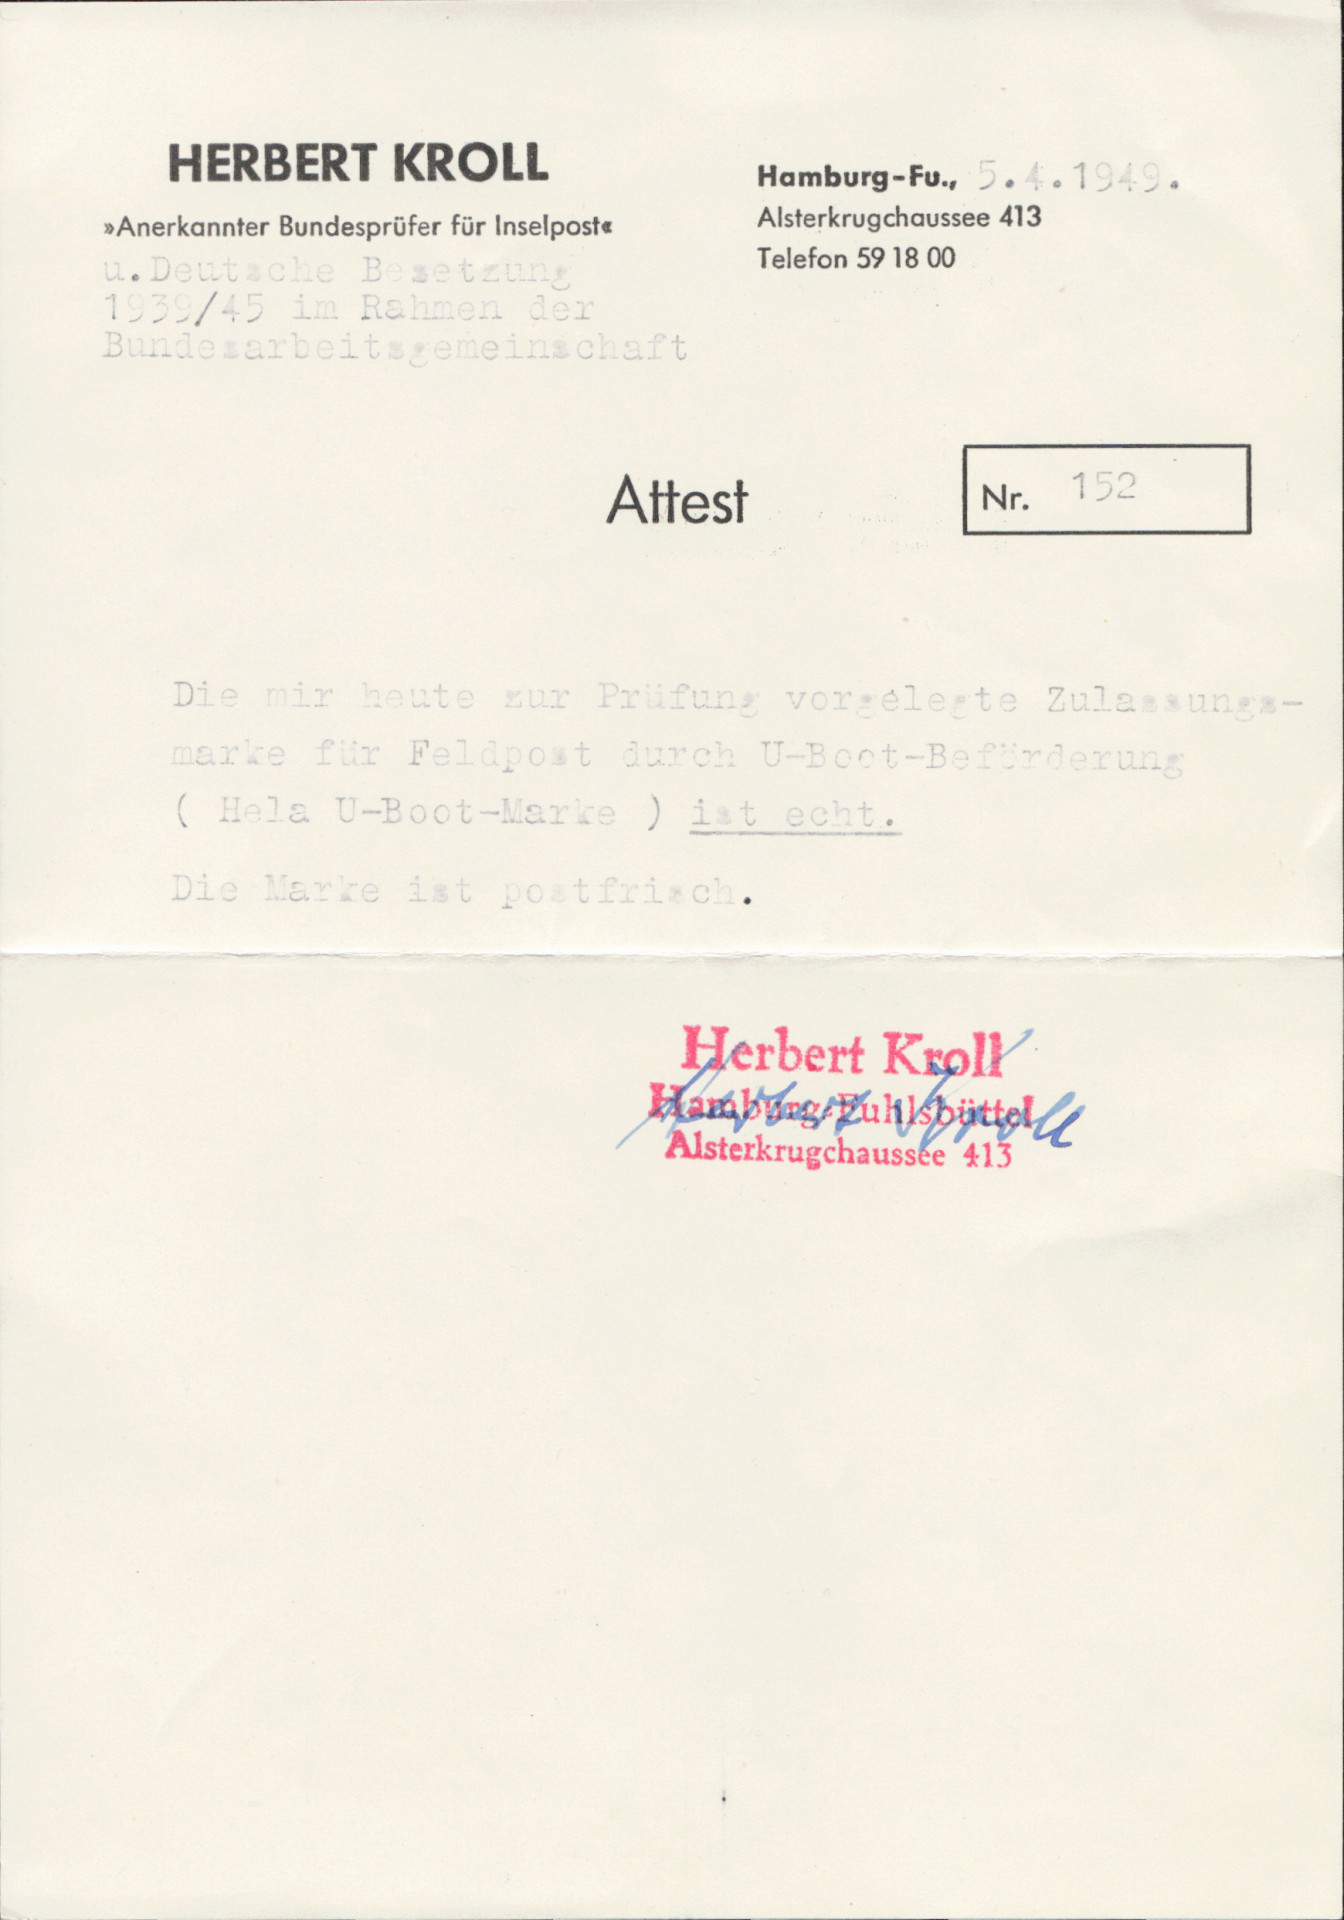 HERBERT KROLL
»Anerkannter Bundesprüfer für Inselpost«
u.Deutsche Besetzung
1939/45 im Rahmen der
Bundesarbeitsgemeinschaft
Hamburg-Fu., 5.4.1949.
Alsterkrugchaussee 413
Telefon 59 18 00
Attest
Nr. 152
Die mir heute zur Prüfung vorgelegte Zulassungs-
marke für Feldpost durch U-Boot-Beförderung
( Hela U-Boot-Marke ) ist echt.
Die Marke ist postfrisch.
Herbert Kroll
Hamburg-Fuhlsbüttel
Herbert Kroll
Alsterkrugchaussee 413